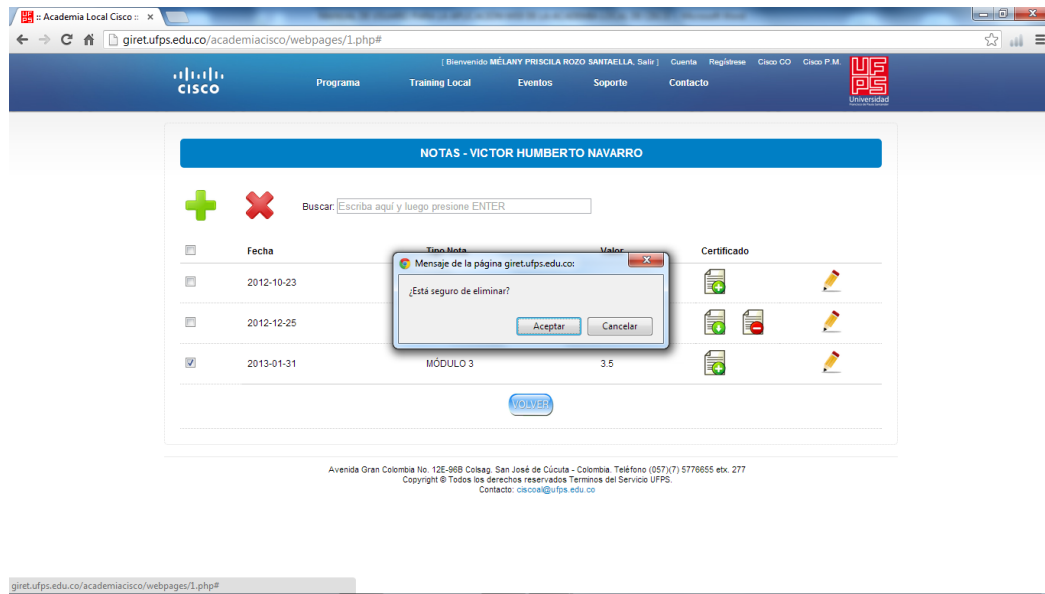 :: Academia Local Cisco ::
giret.ufps.edu.co/academiacisco/webpages/1.php#
[ Bienvenido MÉLANY PRISCILA ROZO SANTAELLA, Salir ] Cuenta Regístrese Cisco CO Cisco P.M.
CISCO
Programa Training Local Eventos Soporte Contacto
UFPS
Universidad
NOTAS - VICTOR HUMBERTO NAVARRO
Buscar: Escriba aquí y luego presione ENTER
Fecha Tipo Nota Valor Certificado
Mensaje de la página giret.ufps.edu.co:
¿Está seguro de eliminar?
Aceptar Cancelar
2012-10-23
2012-12-25
2013-01-31 MÓDULO 3 3.5
VOLVER
Avenida Gran Colombia No. 12E-96B Colsag. San José de Cúcuta - Colombia. Teléfono (057)(7) 5776655 etx. 277
Copyright © Todos los derechos reservados Terminos del Servicio UFPS.
Contacto: ciscoal@ufps.edu.co
giret.ufps.edu.co/academiacisco/webpages/1.php#